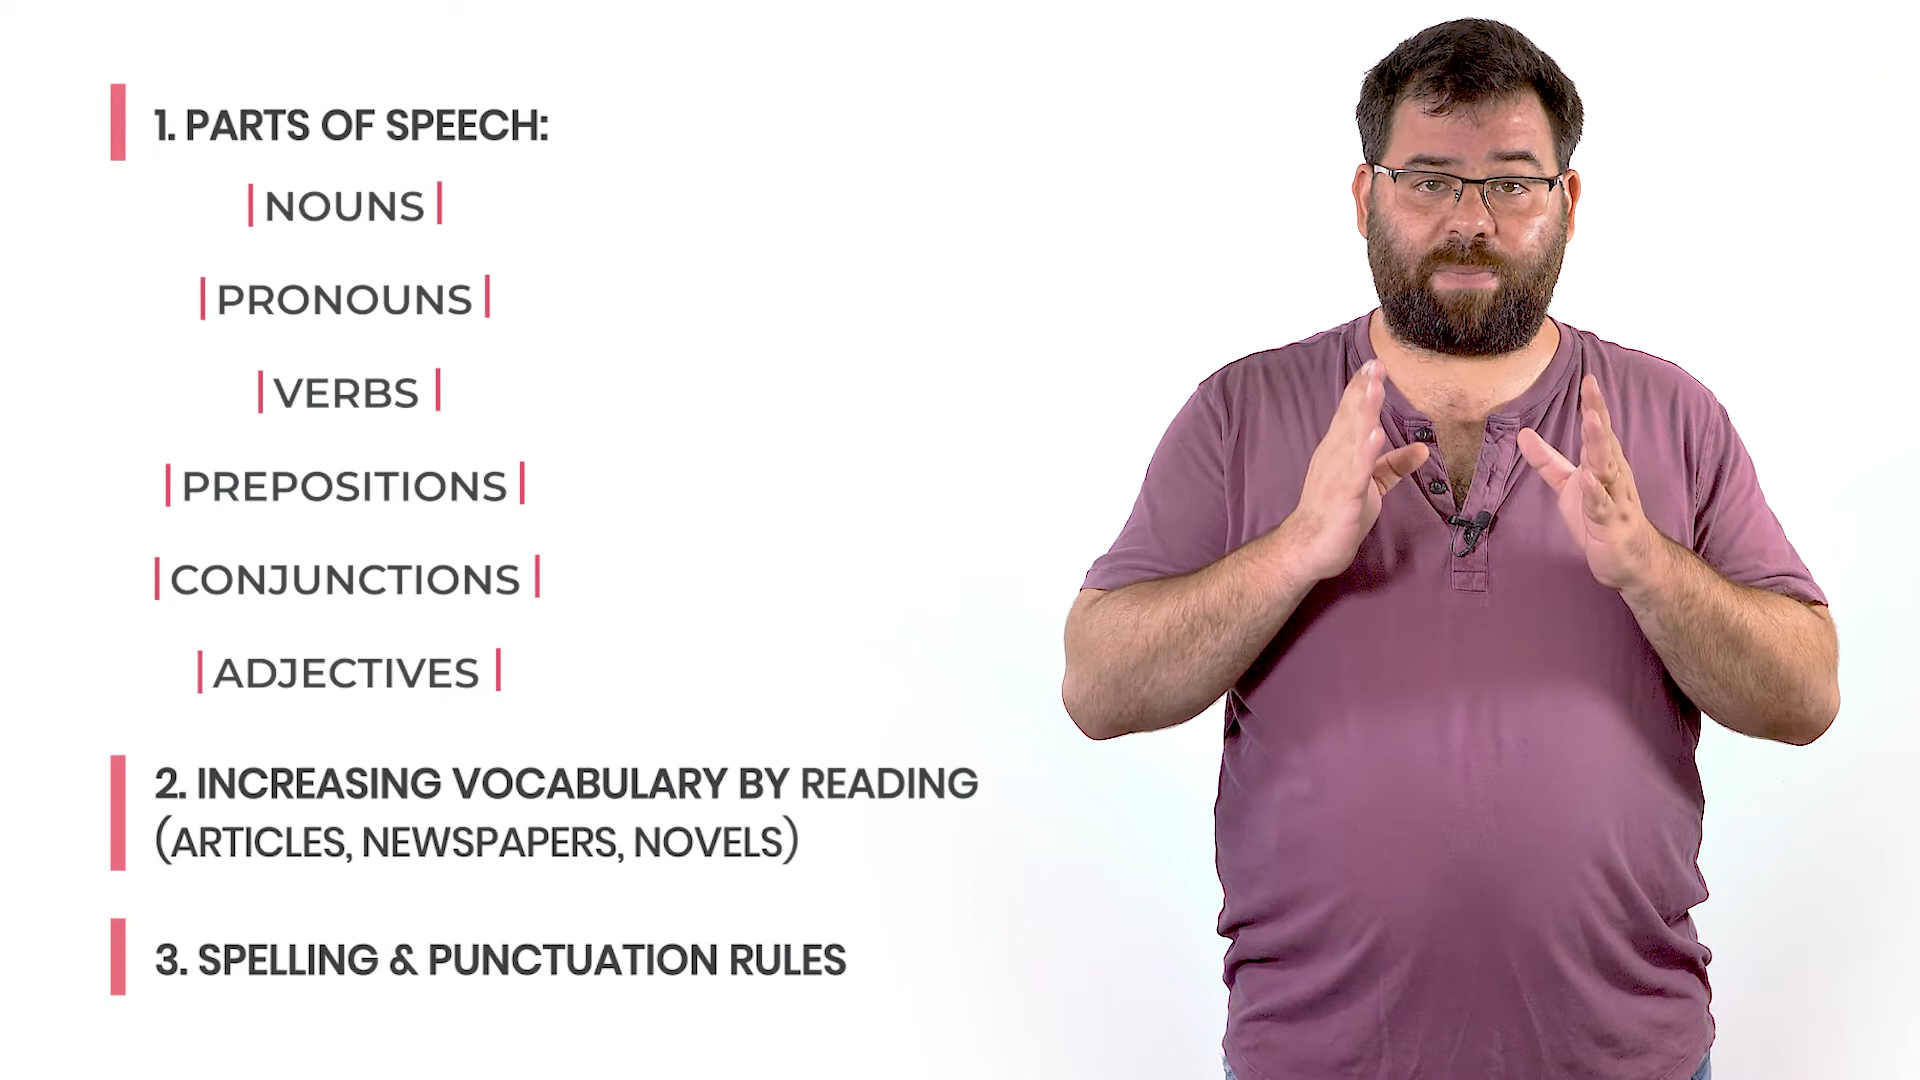 1. PARTS OF SPEECH:
NOUNS
PRONOUNS
VERBS
PREPOSITIONS
CONJUNCTIONS
ADJECTIVES
2. INCREASING VOCABULARY BY READING
(ARTICLES, NEWSPAPERS, NOVELS)
3. SPELLING & PUNCTUATION RULES